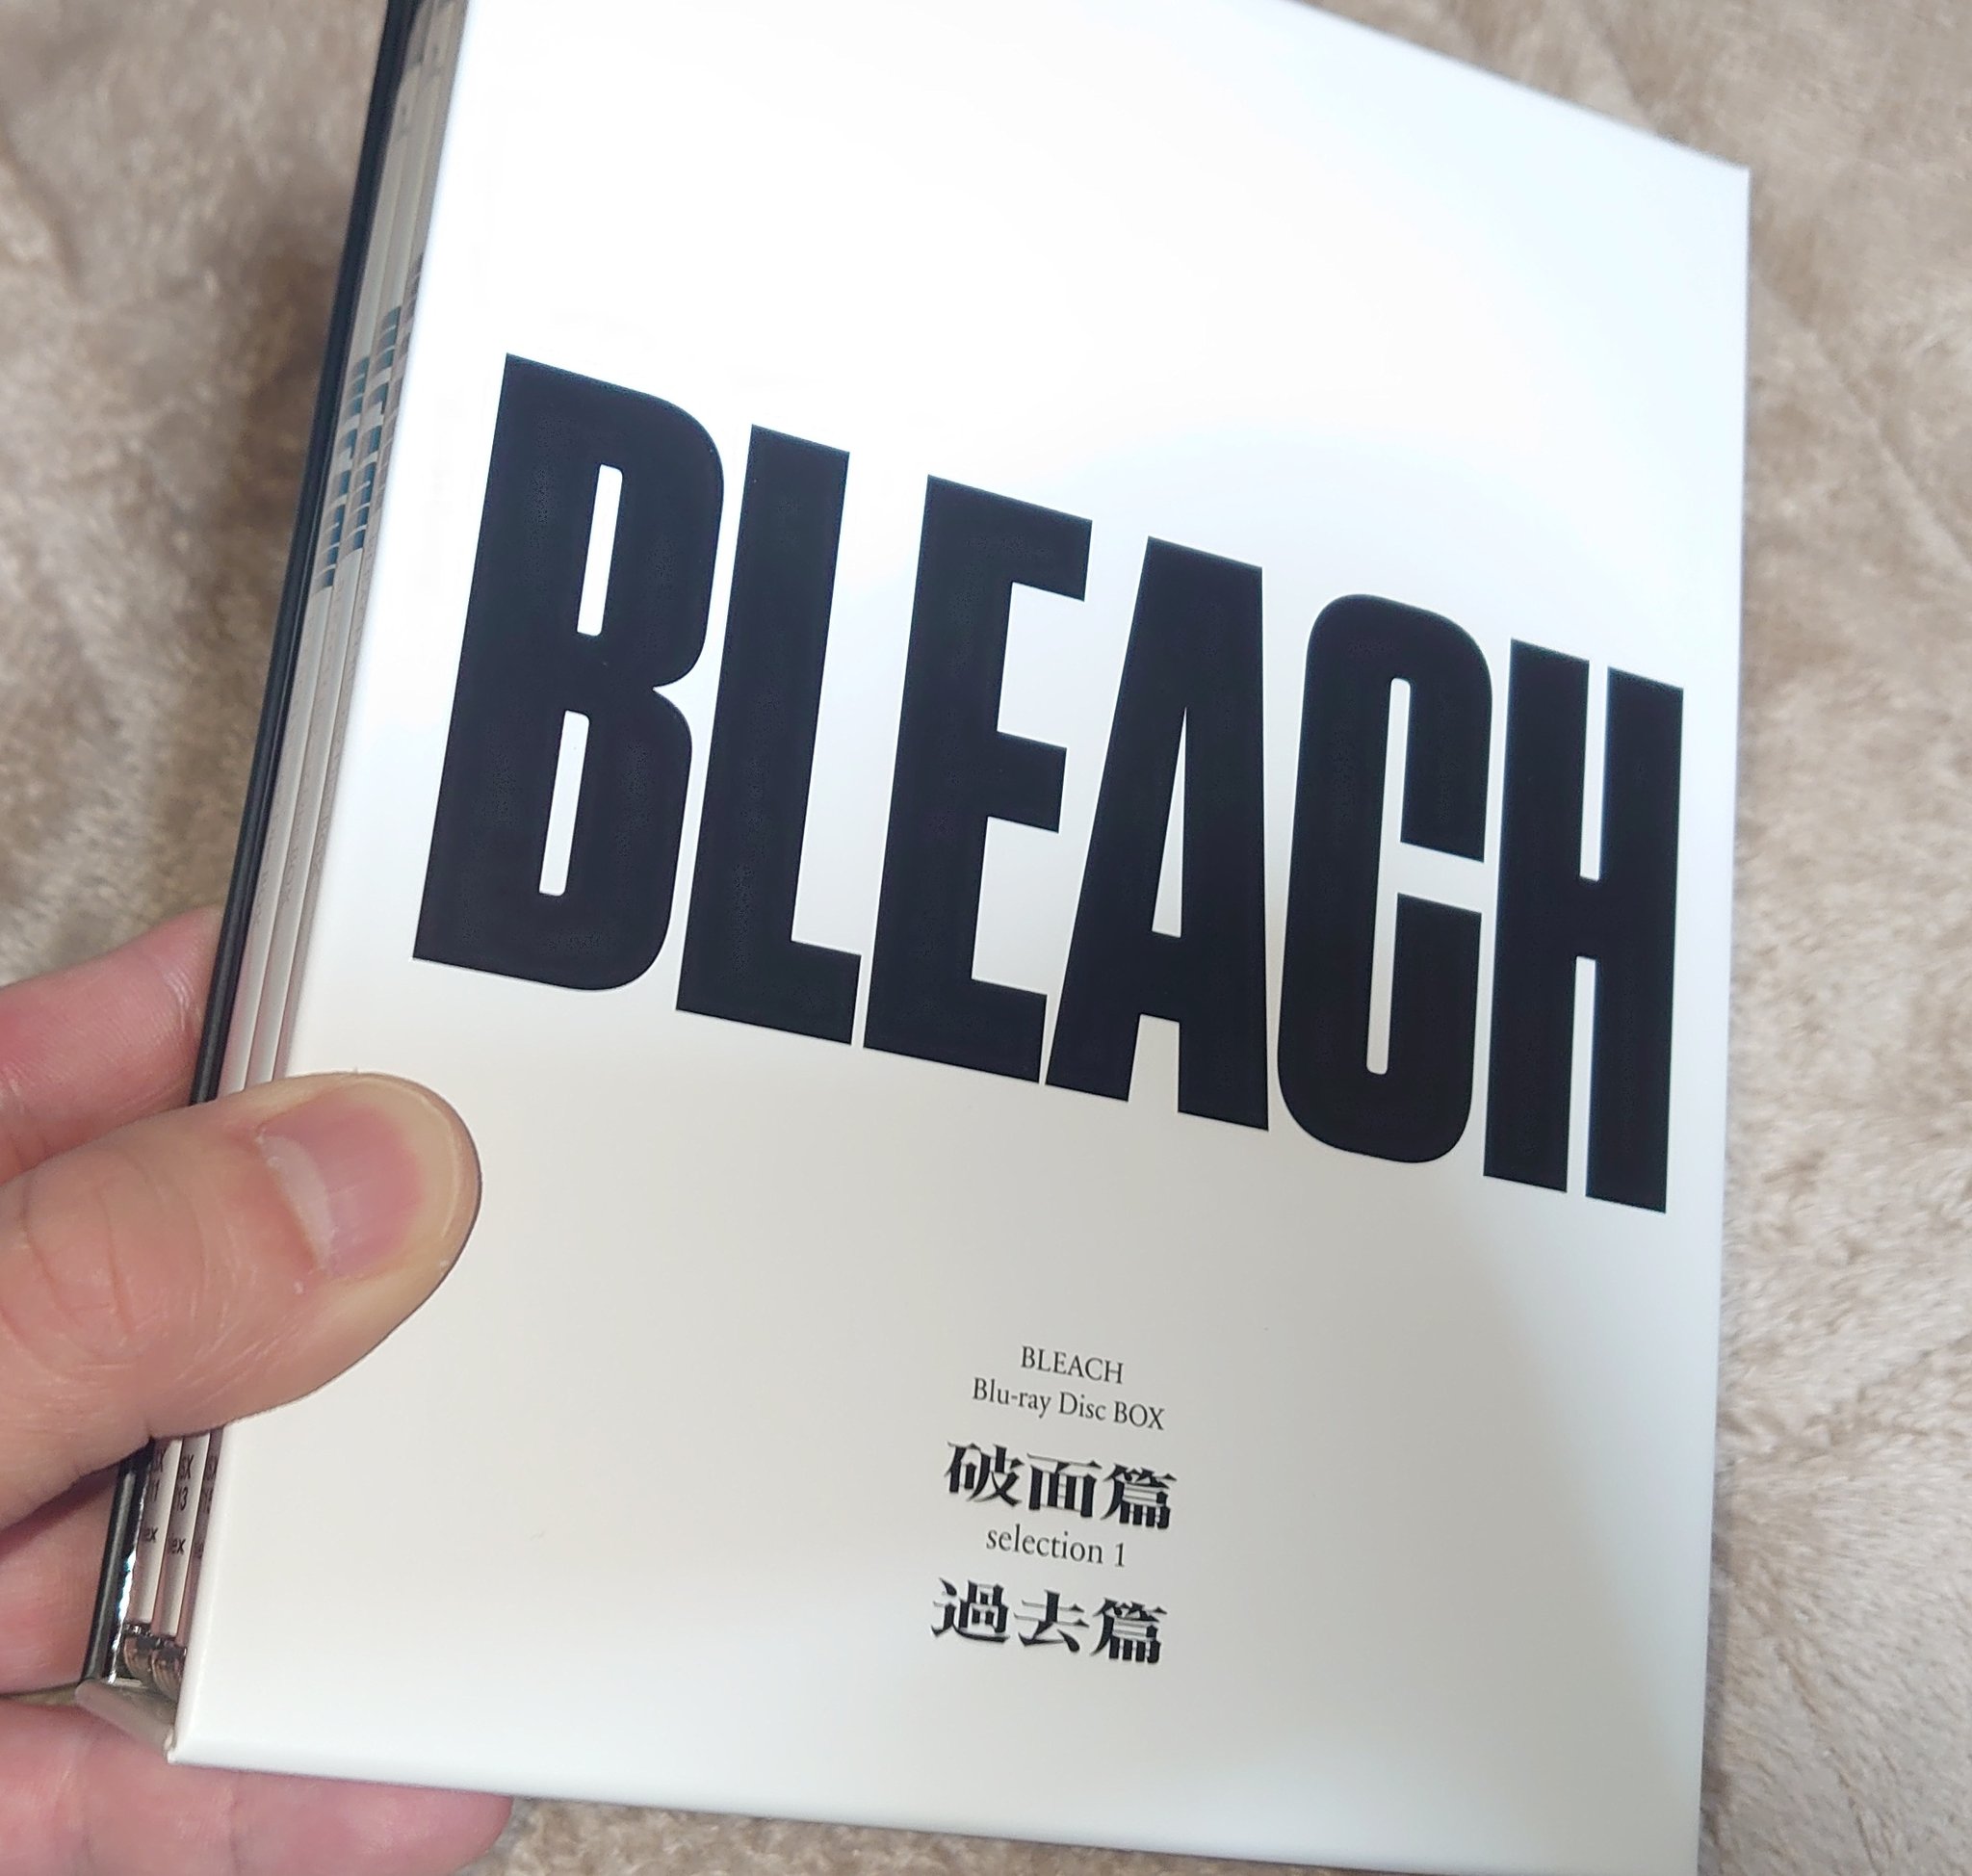 BLEACH
BLEACH
Blu-ray Disc BOX
破面篇
selection 1
過去篇